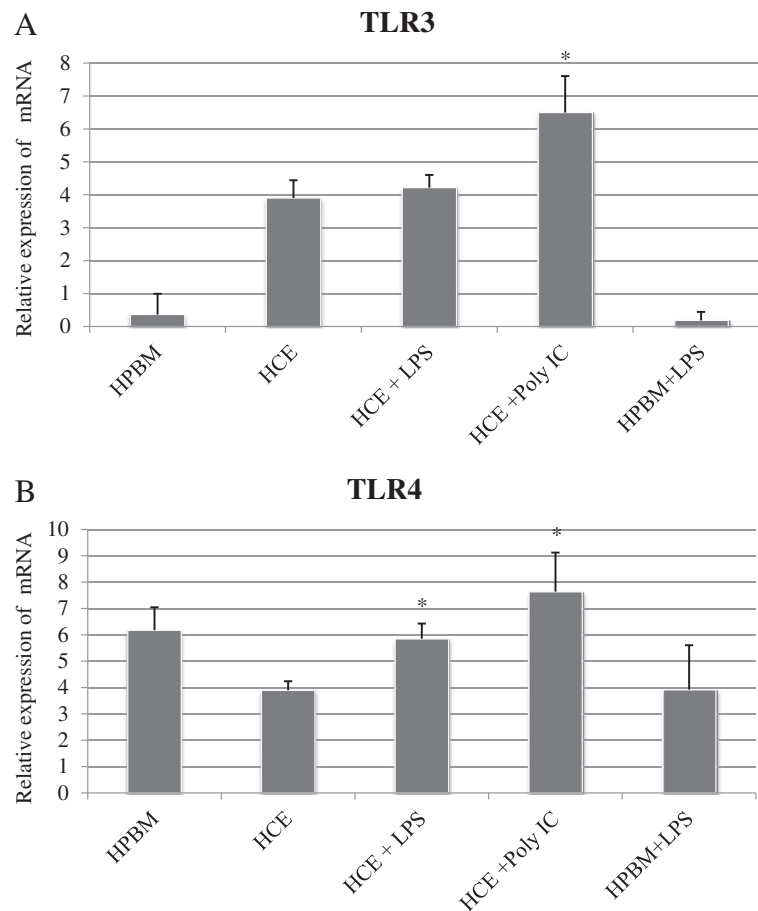 A
TLR3
Relative expression of mRNA
8
7
6
5
4
3
2
1
0
*
HPBM
HCE
HCE + LPS
HCE +Poly IC
HPBM+LPS
B
TLR4
Relative expression of mRNA
10
9
8
7
6
5
4
3
2
1
0
*
*
HPBM
HCE
HCE + LPS
HCE +Poly IC
HPBM+LPS